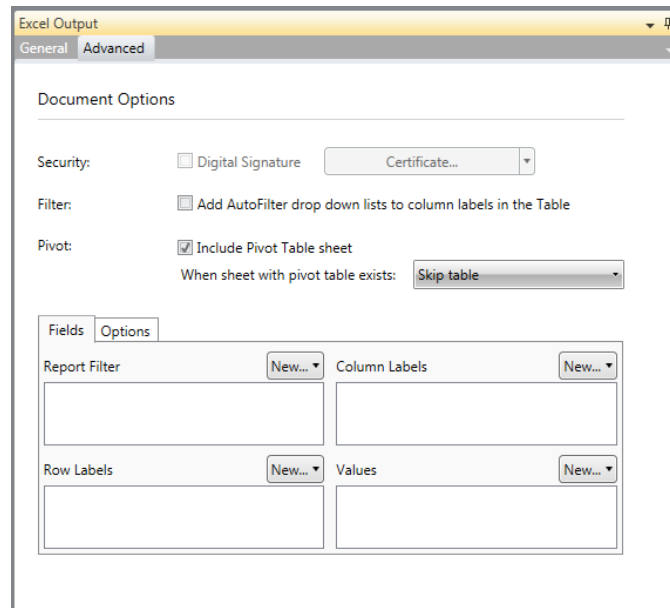 Excel Output
General Advanced
Document Options
Security: Digital Signature Certificate...
Filter: Add AutoFilter drop down lists to column labels in the Table
Pivot: Include Pivot Table sheet
When sheet with pivot table exists: Skip table
Fields Options
Report Filter New... Column Labels New...
Row Labels New... Values New...